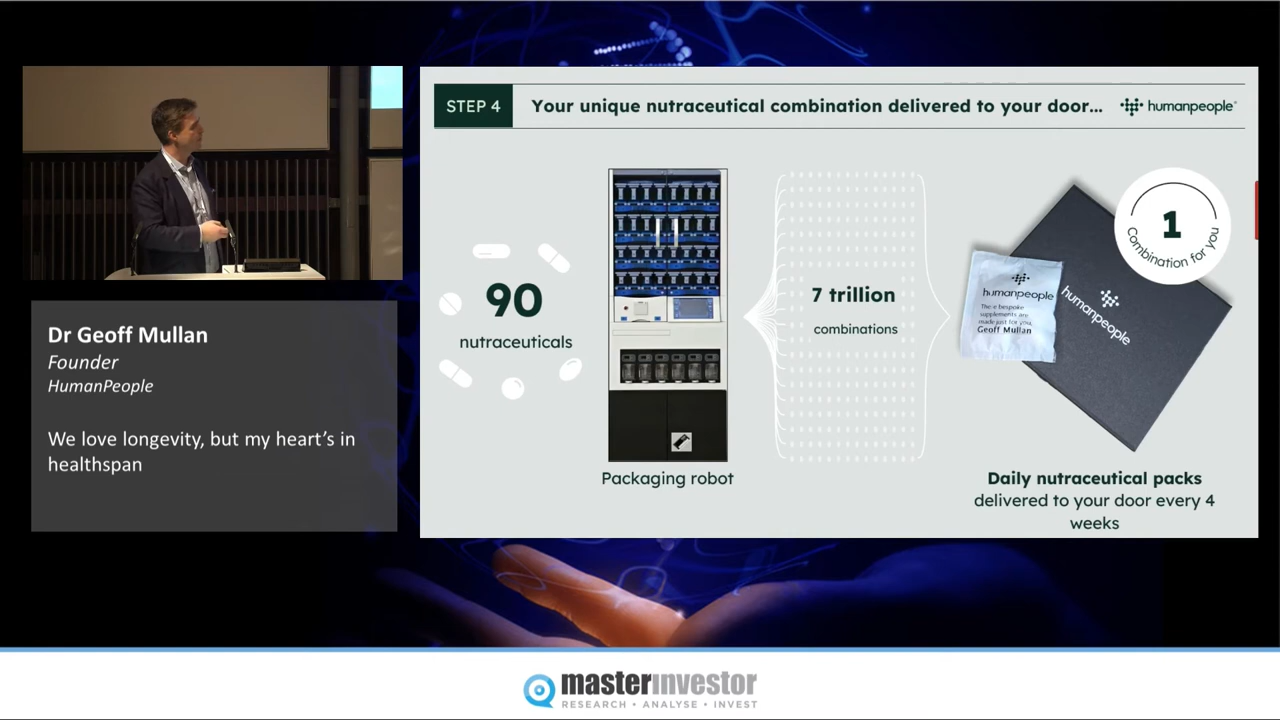 STEP 4
Your unique nutraceutical combination delivered to your door...
humanpeople
90
nutraceuticals
Packaging robot
7 trillion
combinations
1
Combination for you
humanpeople
bespoke
supplements are
made just for you,
Geoff Mullan
humanpeople
Daily nutraceutical packs
delivered to your door every 4
weeks
Dr Geoff Mullan
Founder
HumanPeople
We love longevity, but my heart's in
healthspan
masterinvestor
RESEARCH • ANALYSE • INVEST